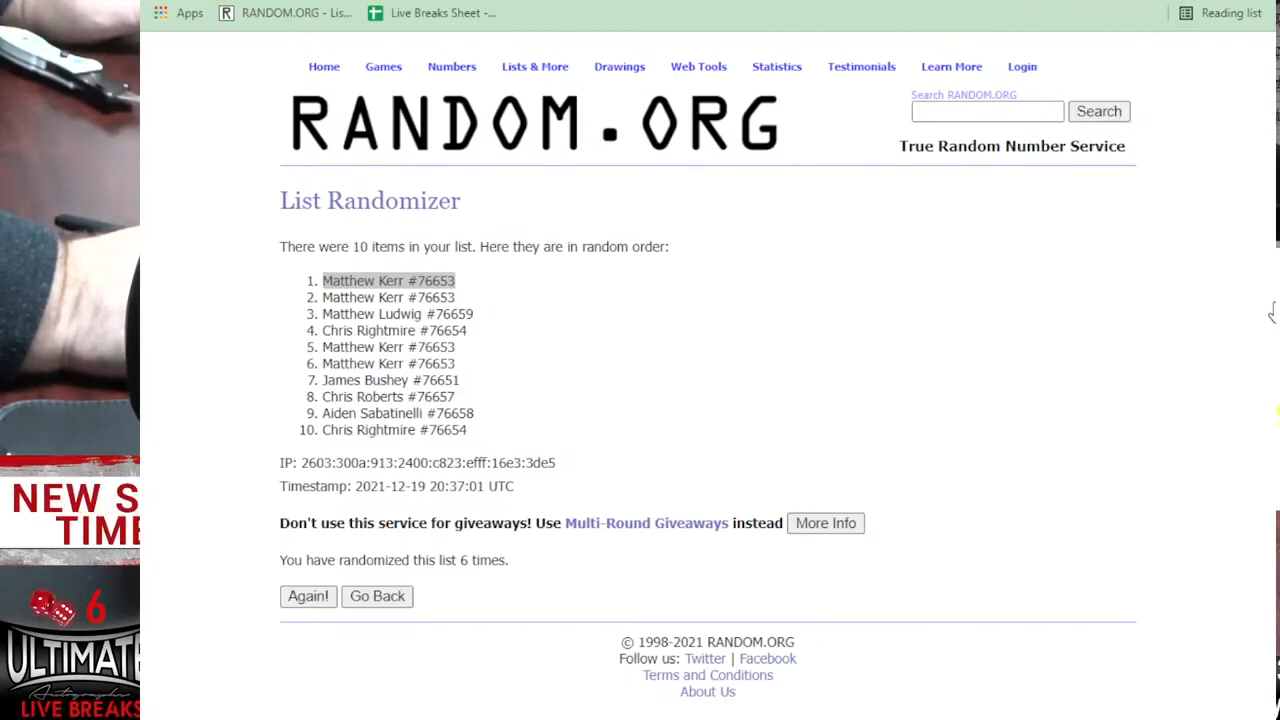 Apps
RANDOM.ORG - Lis...
Live Breaks Sheet -...
Reading list
Home Games Numbers Lists & More Drawings Web Tools Statistics Testimonials Learn More Login
RANDOM.ORG
Search RANDOM.ORG
Search
True Random Number Service
List Randomizer
There were 10 items in your list. Here they are in random order:
1. Matthew Kerr #76653
2. Matthew Kerr #76653
3. Matthew Ludwig #76659
4. Chris Rightmire #76654
5. Matthew Kerr #76653
6. Matthew Kerr #76653
7. James Bushey #76651
8. Chris Roberts #76657
9. Aiden Sabatinelli #76658
10. Chris Rightmire #76654
IP: 2603:300a:913:2400:c823:efff:16e3:3de5
Timestamp: 2021-12-19 20:37:01 UTC
Don't use this service for giveaways! Use Multi-Round Giveaways instead More Info
You have randomized this list 6 times.
Again! Go Back
© 1998-2021 RANDOM.ORG
Follow us: Twitter | Facebook
Terms and Conditions
About Us
NEW S
TIM
6
ULTIMATE
Autographs
LIVE BREAKS